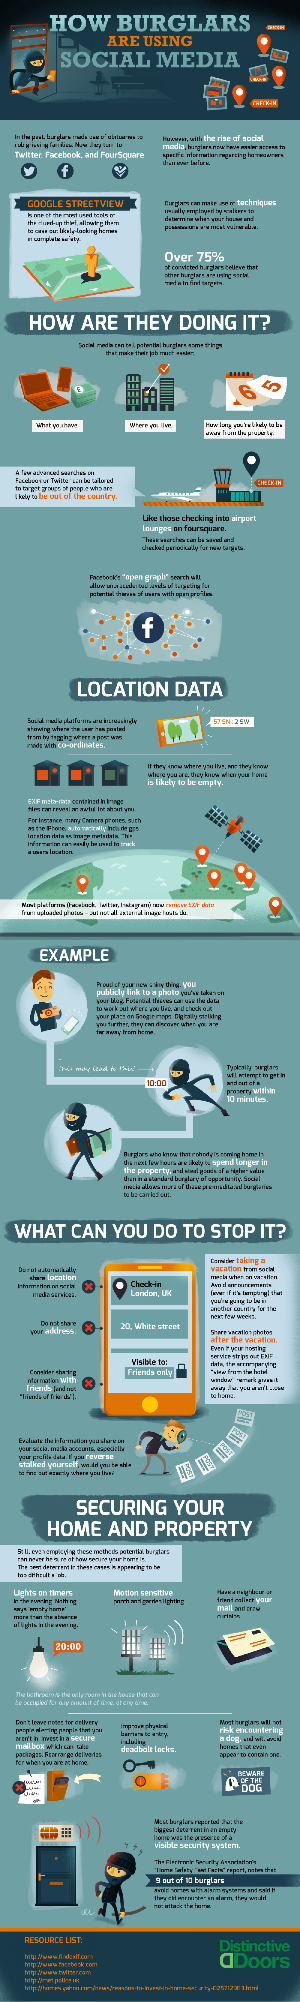 HOW BURGLARS
ARE USING
SOCIAL MEDIA
CHECK-IN
CHECK-IN
CHECK-IN
In the past, burglars made use of obituaries to
rob grieving families. Now they turn to
Twitter, Facebook, and FourSquare
However, with the rise of social
media, burglars now have easier access to
specific information regarding homeowners
than ever before.
GOOGLE STREETVIEW
is one of the most used tools of
the clued-up thief, allowing them
to case out likely-looking homes
in complete safety.
Burglars can make use of techniques
usually employed by stalkers to
determine when your house and
possessions are most vulnerable.
Over 75%
of convicted burglars believe that
other burglars are using social
media to find targets.
HOW ARE THEY DOING IT?
Social media can tell potential burglars some things
that make their job much easier:
What you have
Where you live
How long you're likely to be
away from the property.
A few advanced searches on
Facebook or Twitter can be tailored
to target groups of people who are
likely to be out of the country.
CHECK-IN
Like those checking into airport
lounges on foursquare.
These searches can be saved and
checked periodically for new targets.
Facebook's "open graph" search will
allow unprecedented levels of targeting for
potential thieves of users with open profiles.
LOCATION DATA
Social media platforms are increasingly
showing where the user has posted
from by tagging where a post was
made with co-ordinates.
57.5N : 2.5W
If they know where you live, and they know
where you are, they know when your home
is likely to be empty.
EXIF meta-data contained in image
files can reveal an awful lot about you.
For instance, many Camera phones, such
as the iPhone, automatically include gps
location data as image metadata. This
information can easily be used to track
a users location.
Most platforms (Facebook, Twitter, Instagram) now remove EXIF data
from uploaded photos - but not all external image hosts do.
EXAMPLE
Proud of your new shiny thing, you
publicly link to a photo you've taken on
your blog. Potential thieves can use the data
to work out where you live, and check out
your place on Google maps. Digitally stalking
you further, they can discover when you are
far away from home.
This may lead to this!
10:00
Typically, burglars
will attempt to get in
and out of a
property within
10 minutes.
Burglars who know that nobody is coming home in
the next few hours are likely to spend longer in
the property, and steal goods of a higher value
than in a standard burglary of opportunity. Social
media allows more of these pre-meditated burglaries
to be carried out.
WHAT CAN YOU DO TO STOP IT?
Do not automatically
share location
information on social
media services.
Check-in
London, UK
Do not share
your address.
20, White street
Consider sharing
information with
friends (and not
"friends of friends").
Visible to:
Friends only
Consider taking a
vacation from social
media when on vacation.
Avoid announcements
(even if it's tempting) that
you're going to be in
another country for the
next few weeks.
Share vacation photos
after the vacation.
Even if your hosting
service strips out EXIF
data, the accompanying
"view from the hotel
window" remark gives it
away that you aren't close
to home.
Evaluate the information you share on
your social media accounts, especially
your profile data. If you reverse
stalked yourself, would you be able
to find out exactly where you live?
POST
POST
POST
POST
SECURING YOUR
HOME AND PROPERTY
Still, even employing these methods potential burglars
can never be sure of how secure your home is.
The best deterrent in these cases is appearing to be
too difficult a job.
Lights on timers
in the evening. Nothing
says "empty home"
more than the absence
of lights in the evening.
20:00
Motion sensitive
porch and garden lighting
Have a neighbour or
friend collect your
mail and draw
curtains.
The bathroom is the only room in the house that can
be occupied for any amount of time, at any time.
Don't leave notes for delivery
people alerting people that you
aren't in. Invest in a secure
mailbox which can take
packages. Rearrange deliveries
for when you are at home.
Improve physical
barriers to entry,
including
deadbolt locks.
Most burglars will not
risk encountering
a dog, and will avoid
homes that even
appear to contain one.
BEWARE
OF THE
DOG
Most burglars reported that the
biggest deterrent in an empty
home was the presence of a
visible security system.
The Electronic Security Association's
"Home Safety Fast Facts" report, notes that
9 out of 10 burglars
avoid homes with alarm systems and said if
they did encounter an alarm, they would
not attack the home.
RESOURCE LIST:
http://www.findexif.com
http://www.facebook.com
http://www.twitter.com
http://met.police.uk
Distinctive
Doors